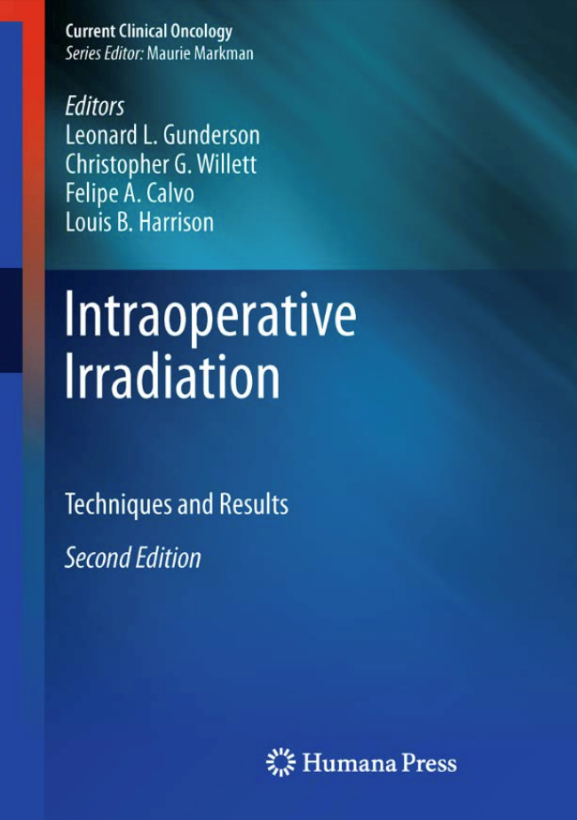 Current Clinical Oncology
Series Editor: Maurie Markman
Editors
Leonard L. Gunderson
Christopher G. Willett
Felipe A. Calvo
Louis B. Harrison
Intraoperative
Irradiation
Techniques and Results
Second Edition
Humana Press